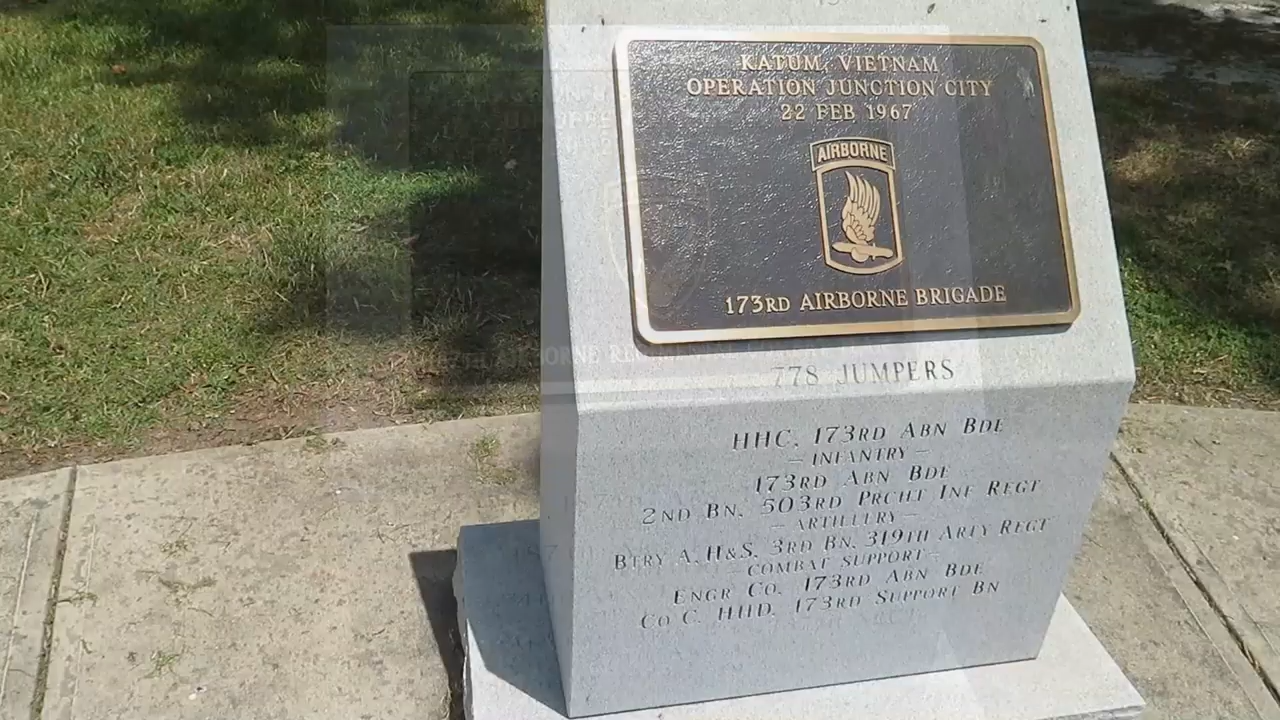 KATUM, VIETNAM
OPERATION JUNCTION CITY
22 FEB 1967
AIRBORNE
173RD AIRBORNE BRIGADE
778 JUMPERS
HHC, 173RD ABN BDE
– INFANTRY –
173RD ABN BDE
2ND BN, 503RD PRCHT INF REGT
– ARTILLERY –
BTRY A, H&S, 3RD BN, 319TH ARTY REGT
– COMBAT SUPPORT –
ENGR CO, 173RD ABN BDE
CO C, HHD, 173RD SUPPORT BN